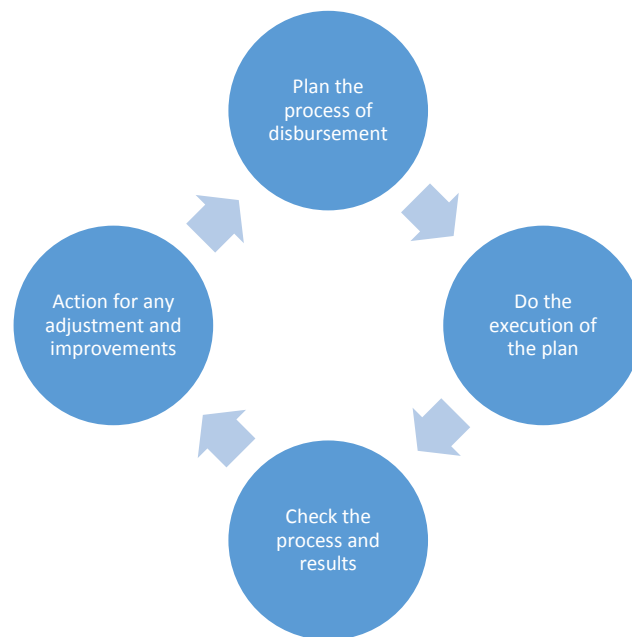 Plan the
process of
disbursement
Do the
execution of
the plan
Check the
process and
results
Action for any
adjustment and
improvements